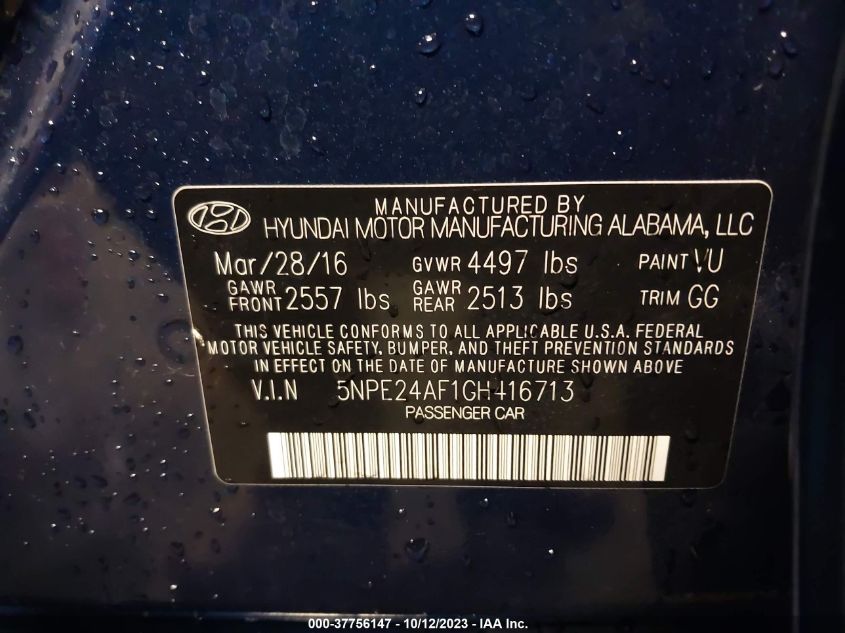 MANUFACTURED BY
HYUNDAI MOTOR MANUFACTURING ALABAMA, LLC
Mar/28/16 GVWR 4497 lbs PAINT VU
GAWR FRONT 2557 lbs GAWR REAR 2513 lbs TRIM GG
THIS VEHICLE CONFORMS TO ALL APPLICABLE U.S.A. FEDERAL
MOTOR VEHICLE SAFETY, BUMPER, AND THEFT PREVENTION STANDARDS
IN EFFECT ON THE DATE OF MANUFACTURE SHOWN ABOVE
V.I.N 5NPE24AF1GH416713
PASSENGER CAR
000-37756147 - 10/12/2023 - IAA Inc.